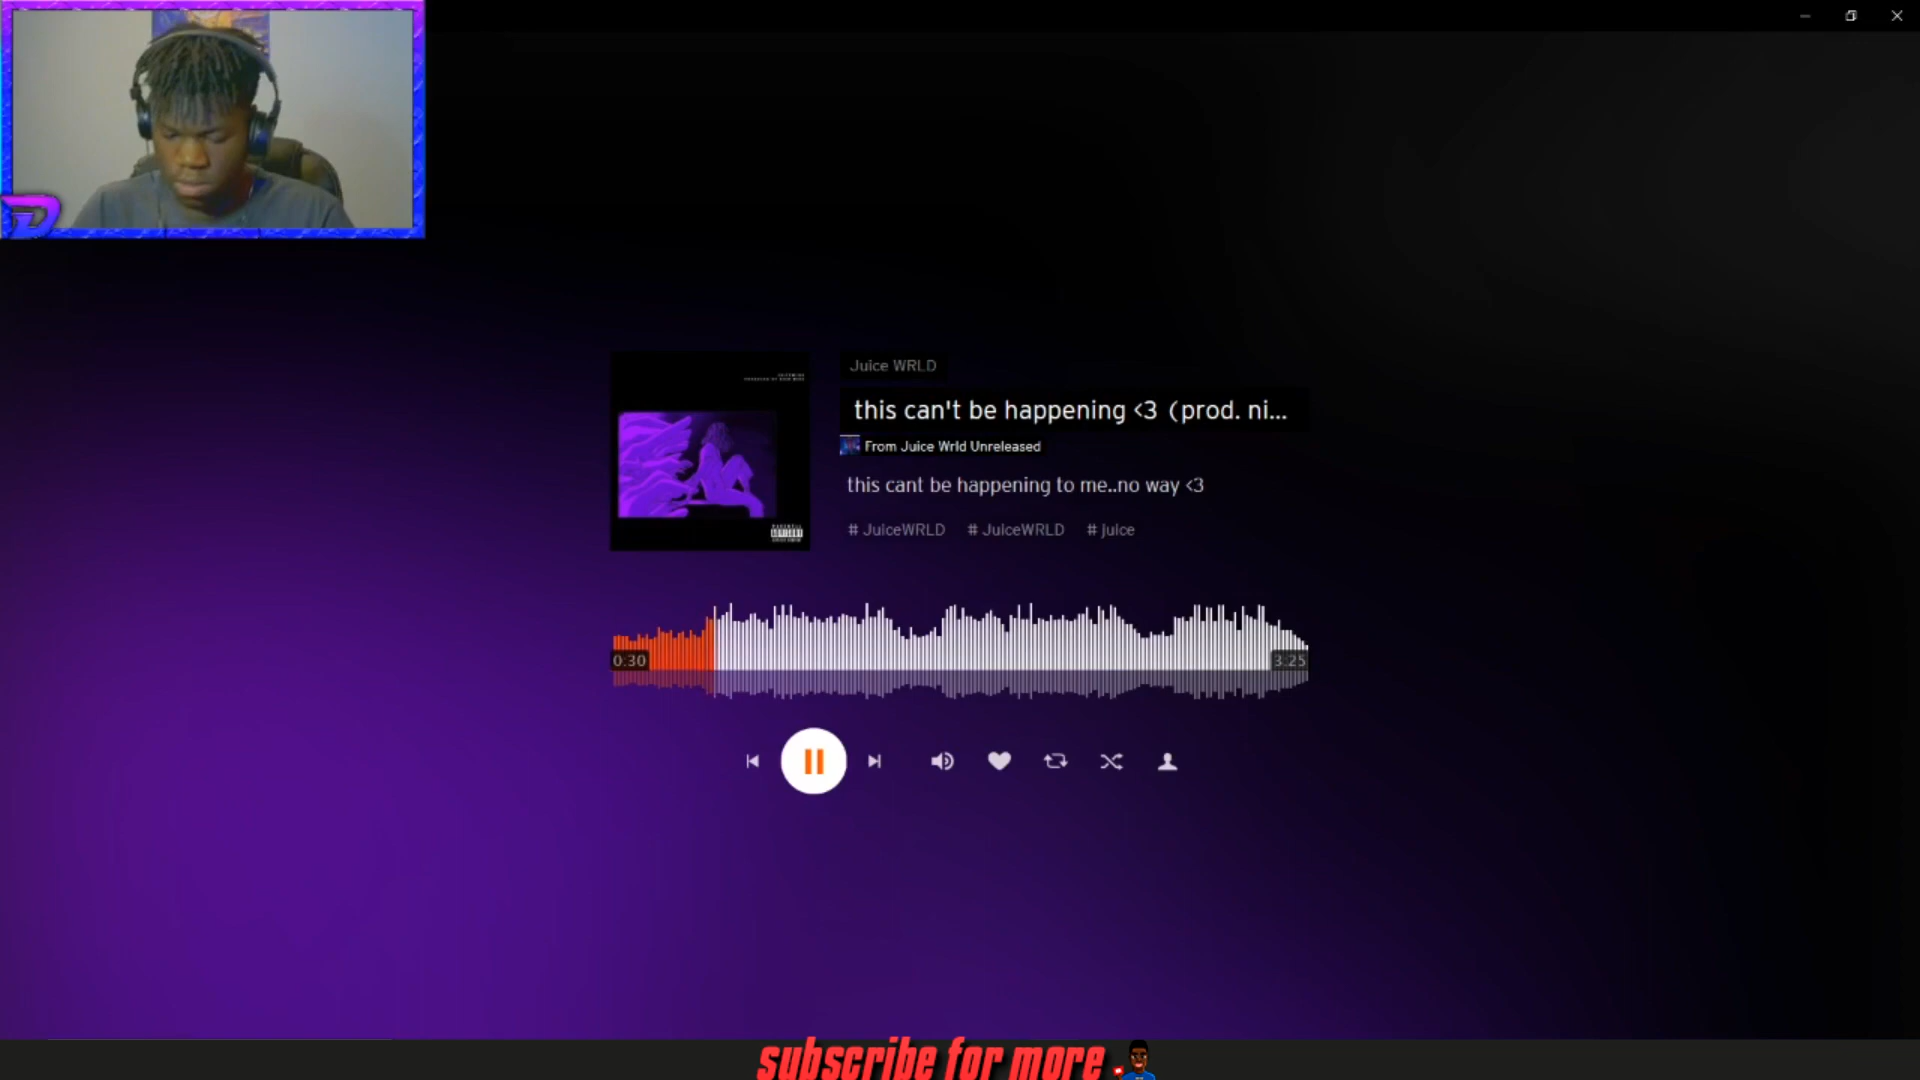 Juice WRLD
this can't be happening <3 (prod. ni...
From Juice Wrld Unreleased
this cant be happening to me..no way <3
# JuiceWRLD # JuiceWRLD # juice
0:30
3:25
subscribe for more